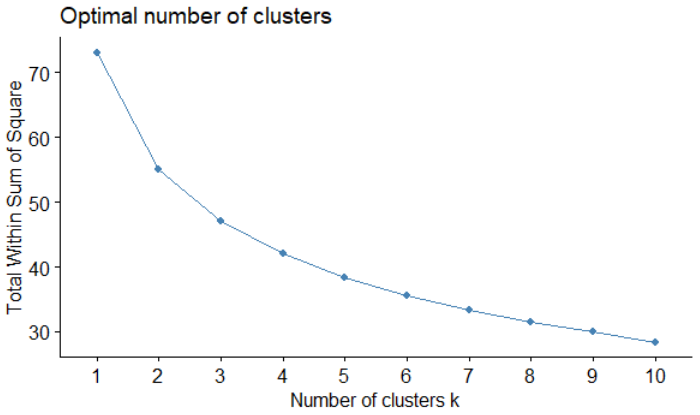 Optimal number of clusters
Total Within Sum of Square
70
60
50
40
30
1 2 3 4 5 6 7 8 9 10
Number of clusters k